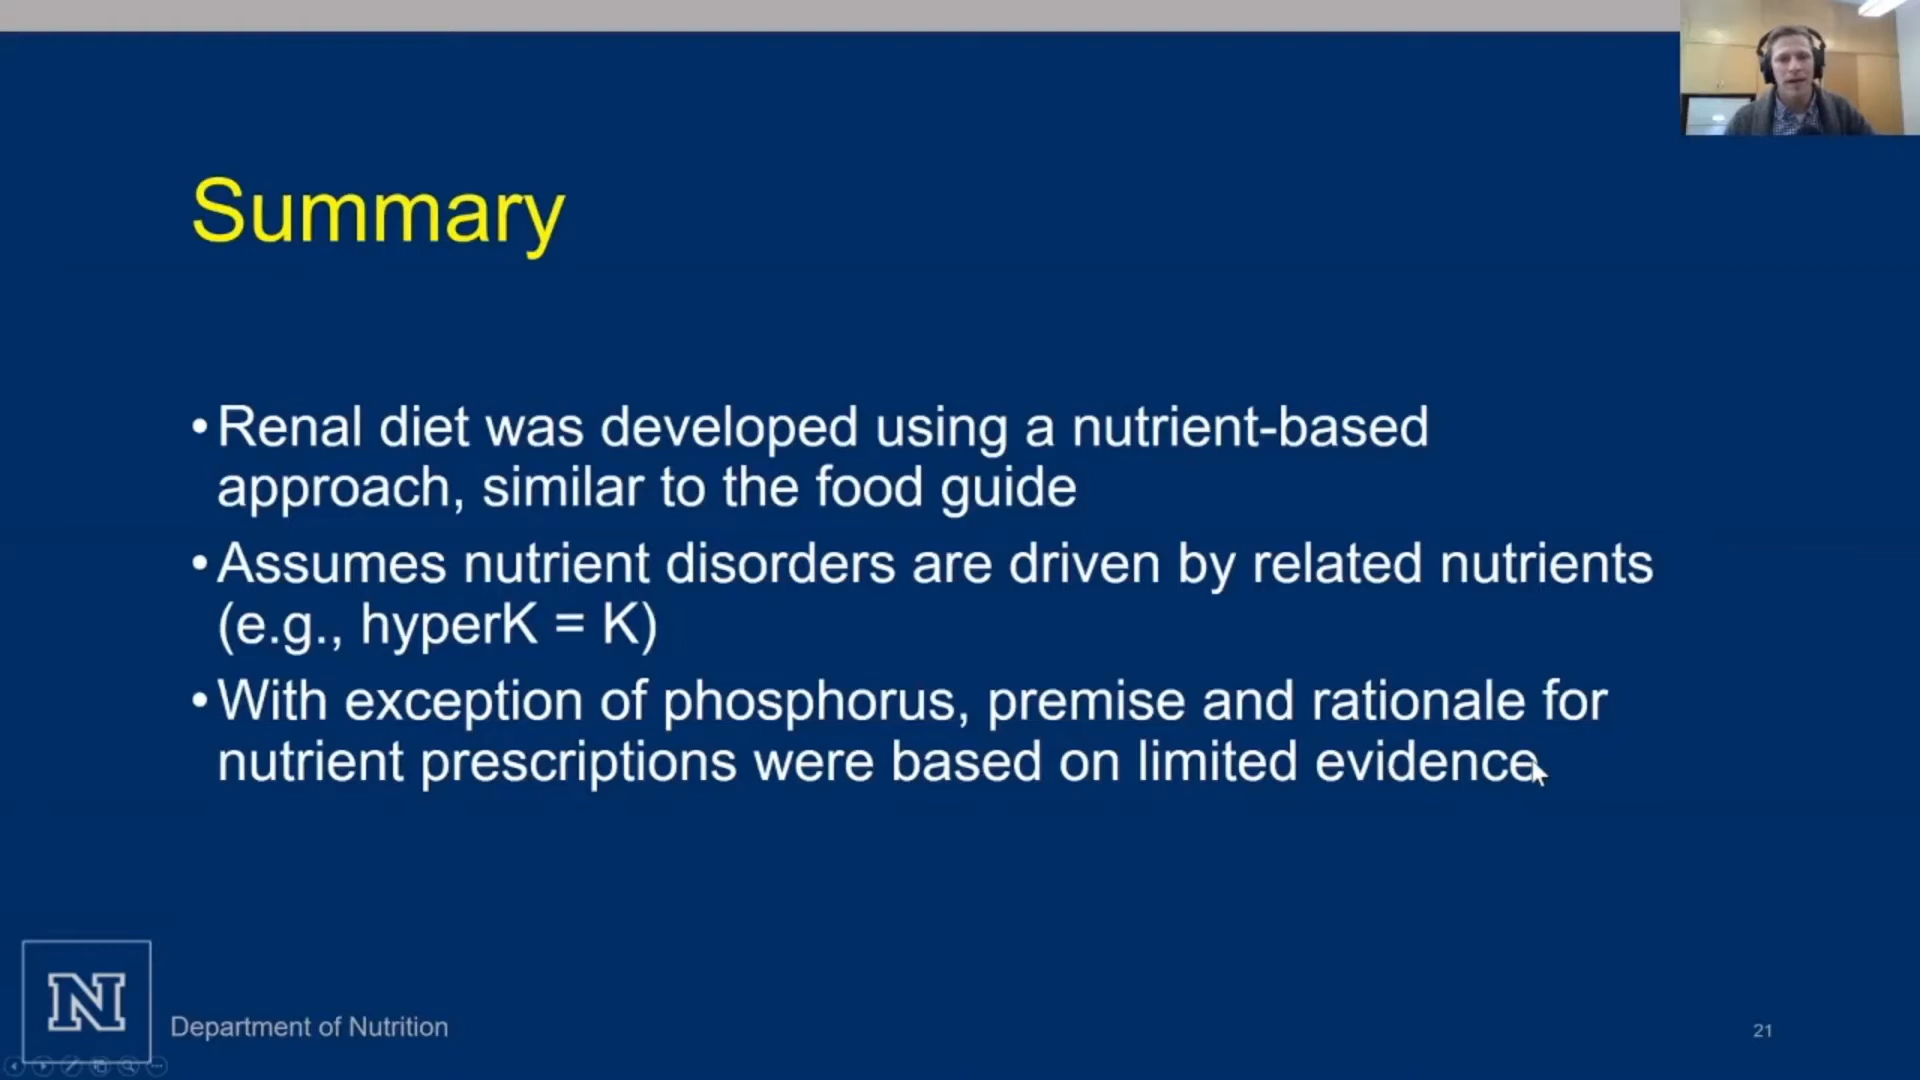 Summary
•Renal diet was developed using a nutrient-based
approach, similar to the food guide
•Assumes nutrient disorders are driven by related nutrients
(e.g., hyperK = K)
•With exception of phosphorus, premise and rationale for
nutrient prescriptions were based on limited evidence
N
Department of Nutrition
21